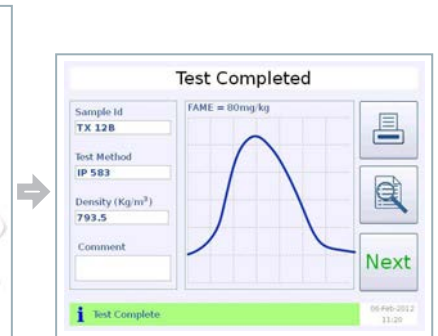 Test Completed
Sample Id
TX 12B
Test Method
IP 583
Density (Kg/m³)
793.5
Comment
FAME = 80mg/kg
Next
i Test Complete
06-Feb-2012
11:20